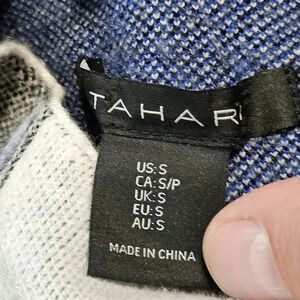 TAHARI
US:S
CA:S/P
UK:S
EU:S
AU:S
MADE IN CHINA